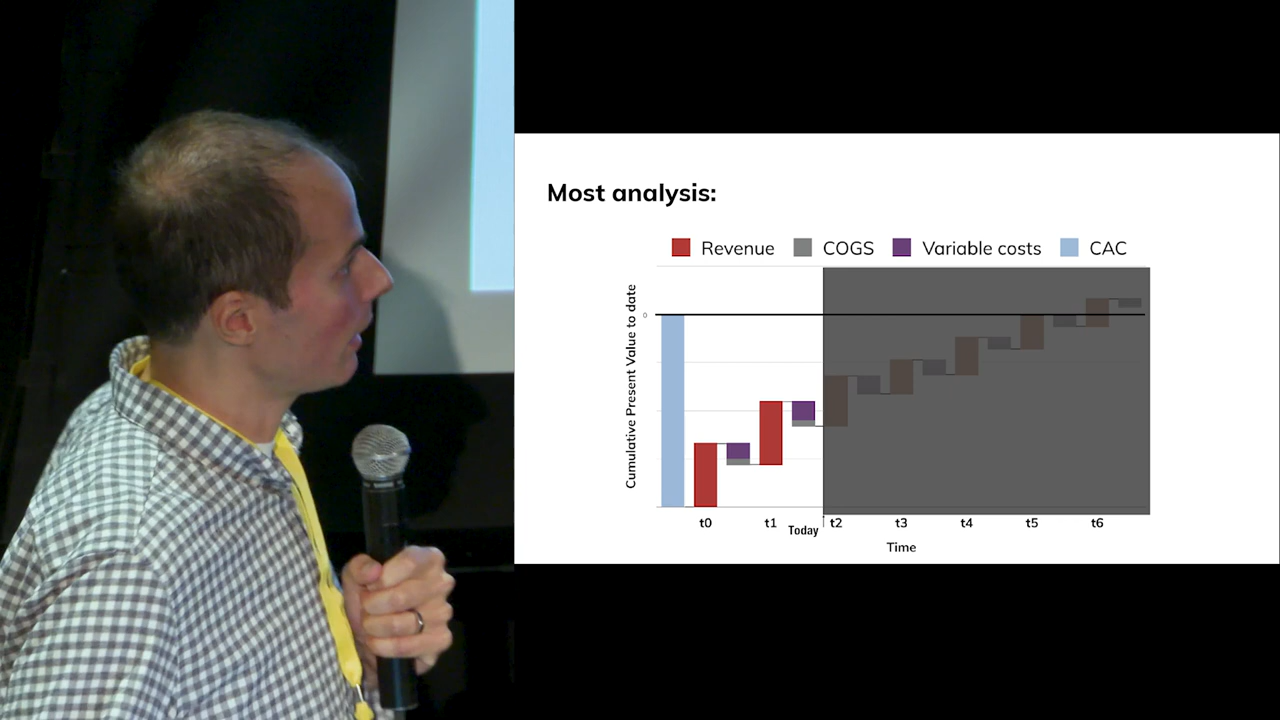 Most analysis:
Revenue COGS Variable costs CAC
Cumulative Present Value to date
0
t0 t1 t2 t3 t4 t5 t6
Today
Time